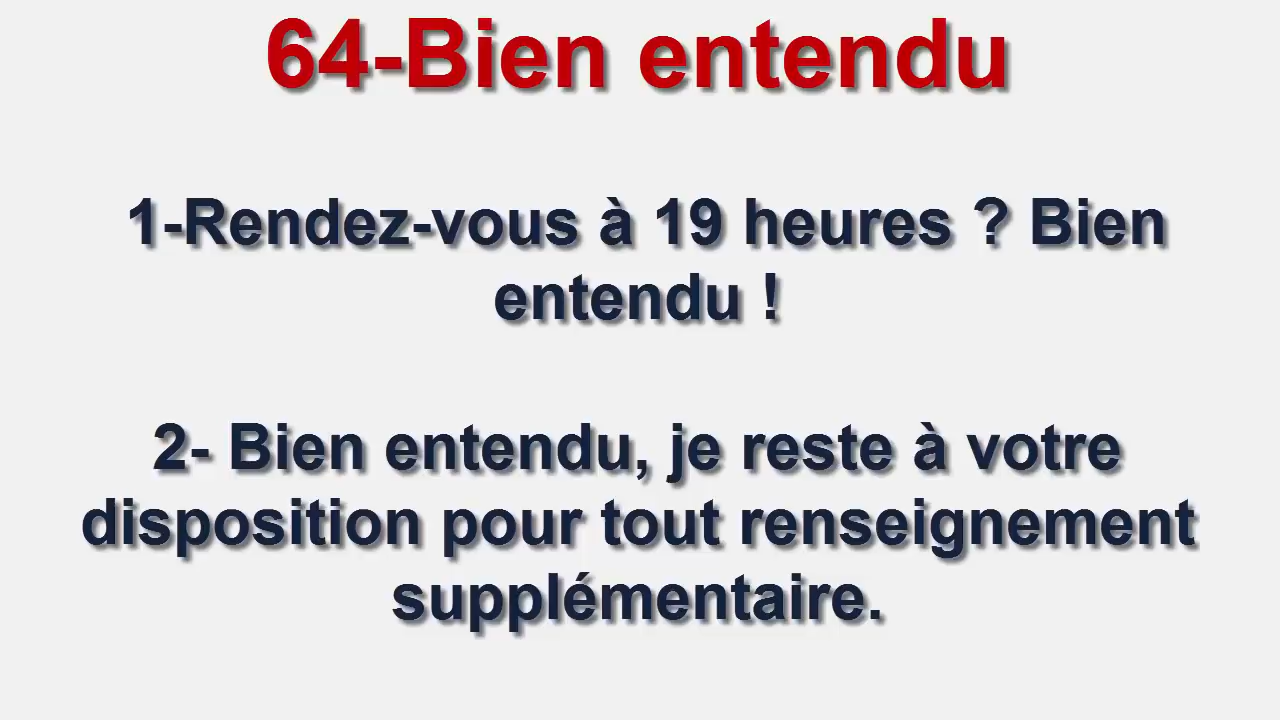 64-Bien entendu
1-Rendez-vous à 19 heures ? Bien
entendu !
2- Bien entendu, je reste à votre
disposition pour tout renseignement
supplémentaire.